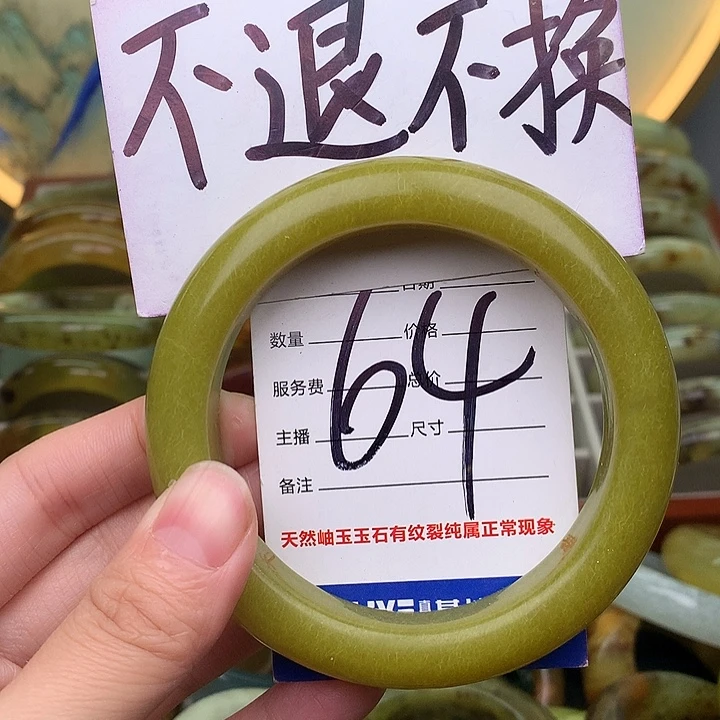 不退不换
日期
数量 价格
64
服务费 总价
主播 尺寸
备注
天然岫玉玉石有纹裂纯属正常现象